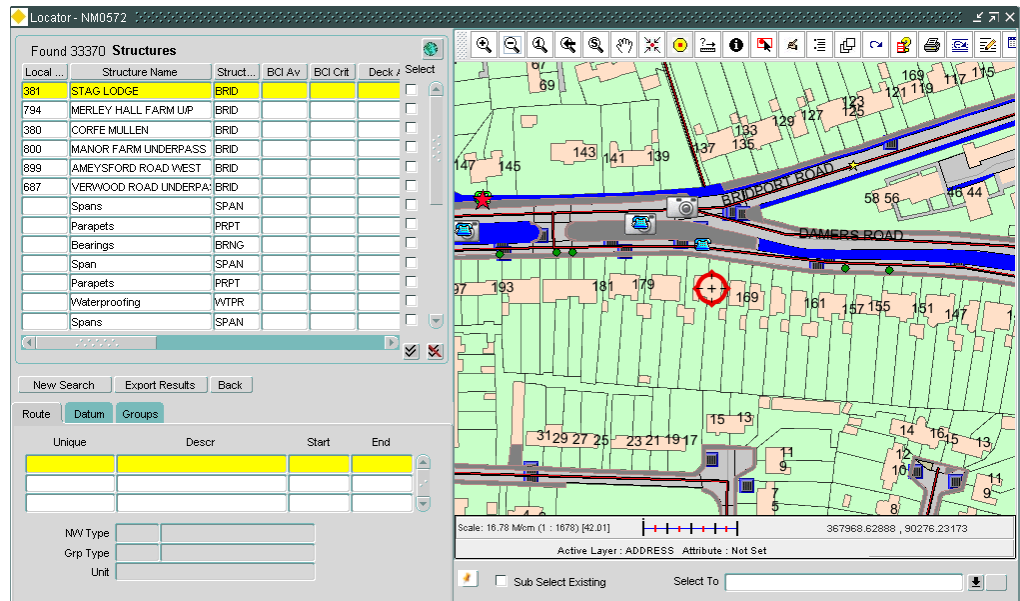 Locator - NM0572
Found 33370 Structures
Local ... Structure Name Struct... BCI Av BCI Crit Deck A Select
381 STAG LODGE BRID
794 MERLEY HALL FARM U/P BRID
380 CORFE MULLEN BRID
800 MANOR FARM UNDERPASS BRID
899 AMEYSFORD ROAD WEST BRID
687 VERWOOD ROAD UNDERPA: BRID
Spans SPAN
Parapets PRPT
Bearings BRNG
Span SPAN
Parapets PRPT
Waterproofing WTPR
Spans SPAN
New Search Export Results Back
Route Datum Groups
Unique Descr Start End
NW Type
Grp Type
Unit
67
69
169 117 115
121 119
123
125
129 127
133
135
137
143 141 139
147 145
BRIDPORT ROAD
58 56
46 44
DAMERS ROAD
97 193 181 179 169 161 157 155 151 147
15 13
31 29 27 25 23 21 19 17
14 16 15 13
11
9
12
10
11
9
7
5
8
Scale: 16.78 M/cm (1 : 1678) [42.01] 367968.62888 , 90276.23173
Active Layer : ADDRESS Attribute : Not Set
Sub Select Existing Select To